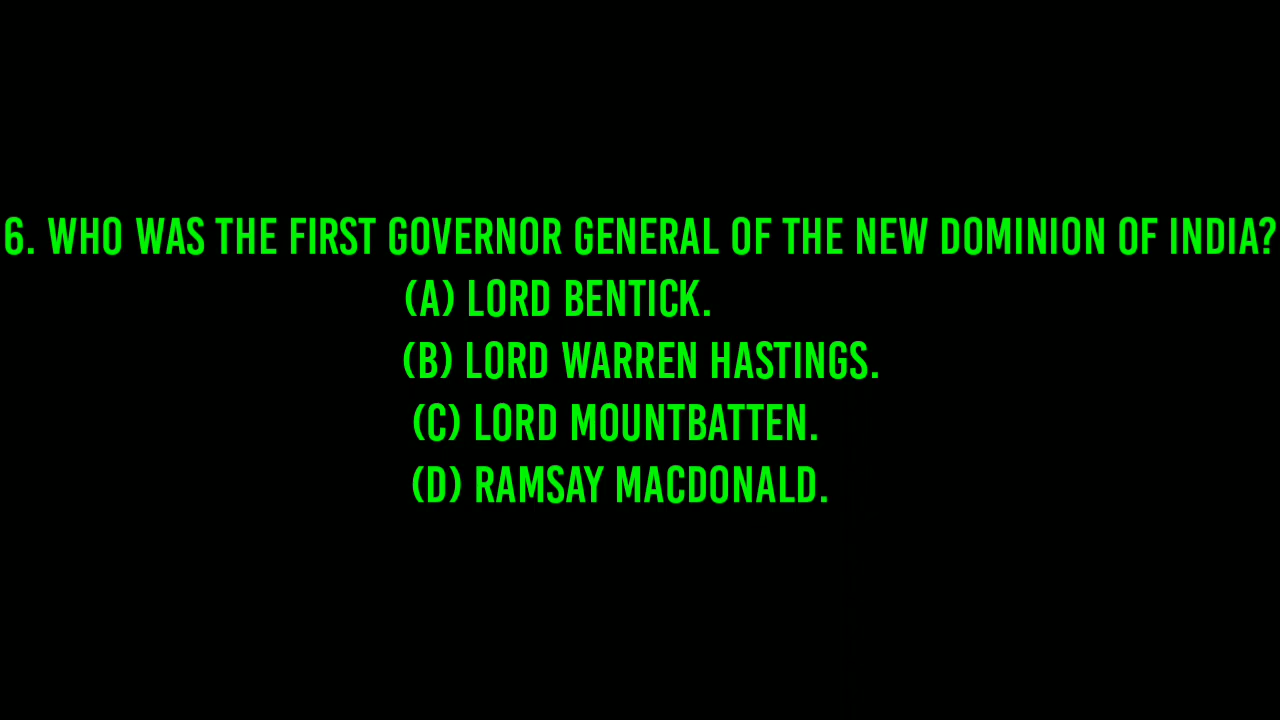 6. WHO WAS THE FIRST GOVERNOR GENERAL OF THE NEW DOMINION OF INDIA?
(A) LORD BENTICK.
(B) LORD WARREN HASTINGS.
(C) LORD MOUNTBATTEN.
(D) RAMSAY MACDONALD.